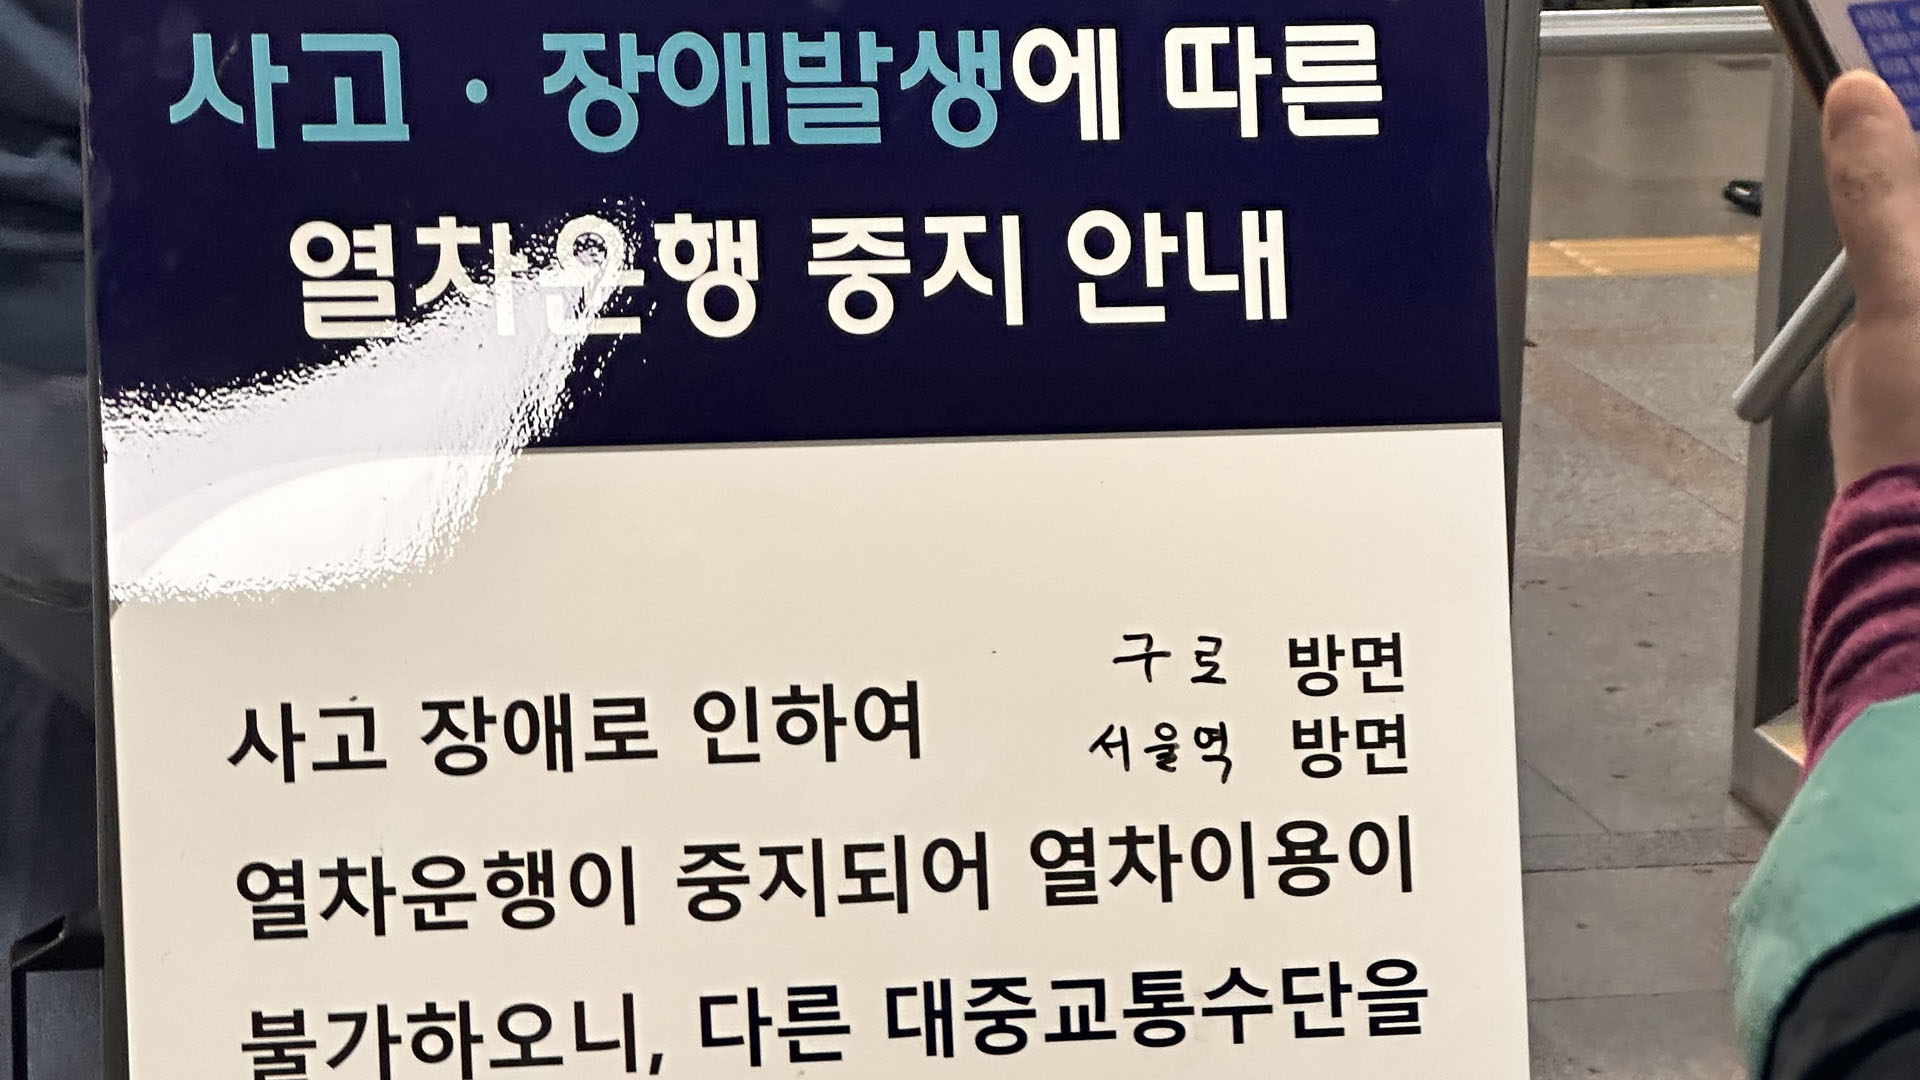 사고 · 장애발생에 따른
열차운행 중지 안내
구로 방면
사고 장애로 인하여
서울역 방면
열차운행이 중지되어 열차이용이
불가하오니, 다른 대중교통수단을